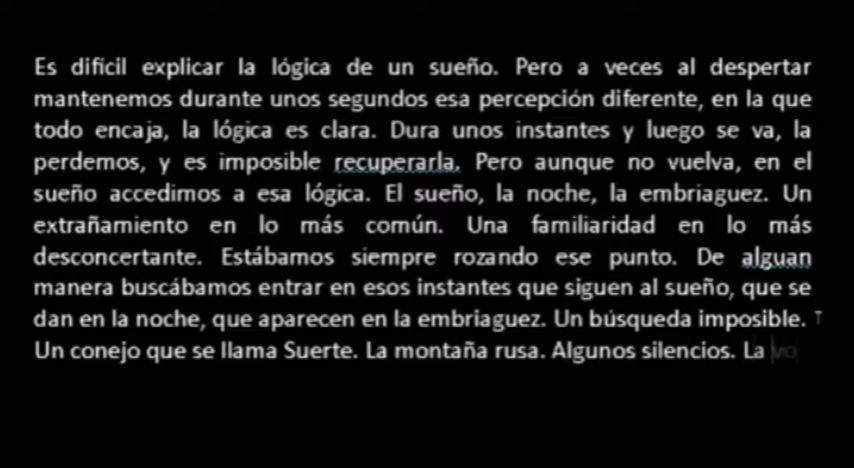 Es difícil explicar la lógica de un sueño. Pero a veces al despertar
mantenemos durante unos segundos esa percepción diferente, en la que
todo encaja, la lógica es clara. Dura unos instantes y luego se va, la
perdemos, y es imposible recuperarla. Pero aunque no vuelva, en el
sueño accedimos a esa lógica. El sueño, la noche, la embriaguez. Un
extrañamiento en lo más común. Una familiaridad en lo más
desconcertante. Estábamos siempre rozando ese punto. De alguan
manera buscábamos entrar en esos instantes que siguen al sueño, que se
dan en la noche, que aparecen en la embriaguez. Un búsqueda imposible.
Un conejo que se llama Suerte. La montaña rusa. Algunos silencios. La